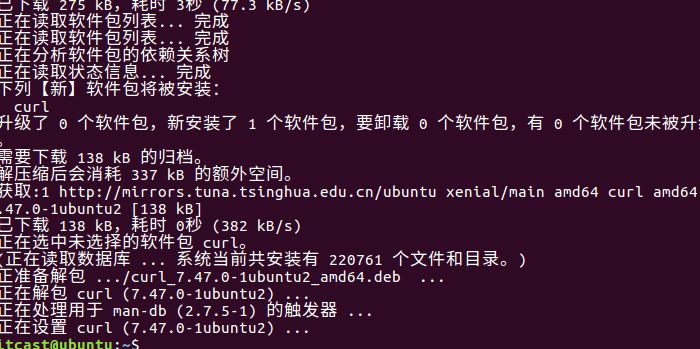 已下载 275 kB，耗时 3秒 (77.3 kB/s)
正在读取软件包列表... 完成
正在读取软件包列表... 完成
正在分析软件包的依赖关系树
正在读取状态信息... 完成
下列【新】软件包将被安装：
curl
升级了 0 个软件包，新安装了 1 个软件包，要卸载 0 个软件包，有 0 个软件包未被升
。
需要下载 138 kB 的归档。
解压缩后会消耗 337 kB 的额外空间。
获取:1 http://mirrors.tuna.tsinghua.edu.cn/ubuntu xenial/main amd64 curl amd64
.47.0-1ubuntu2 [138 kB]
已下载 138 kB，耗时 0秒 (382 kB/s)
正在选中未选择的软件包 curl。
(正在读取数据库 ... 系统当前共安装有 220761 个文件和目录。)
正准备解包 .../curl_7.47.0-1ubuntu2_amd64.deb ...
正在解包 curl (7.47.0-1ubuntu2) ...
正在处理用于 man-db (2.7.5-1) 的触发器 ...
正在设置 curl (7.47.0-1ubuntu2) ...
itcast@ubuntu:~$